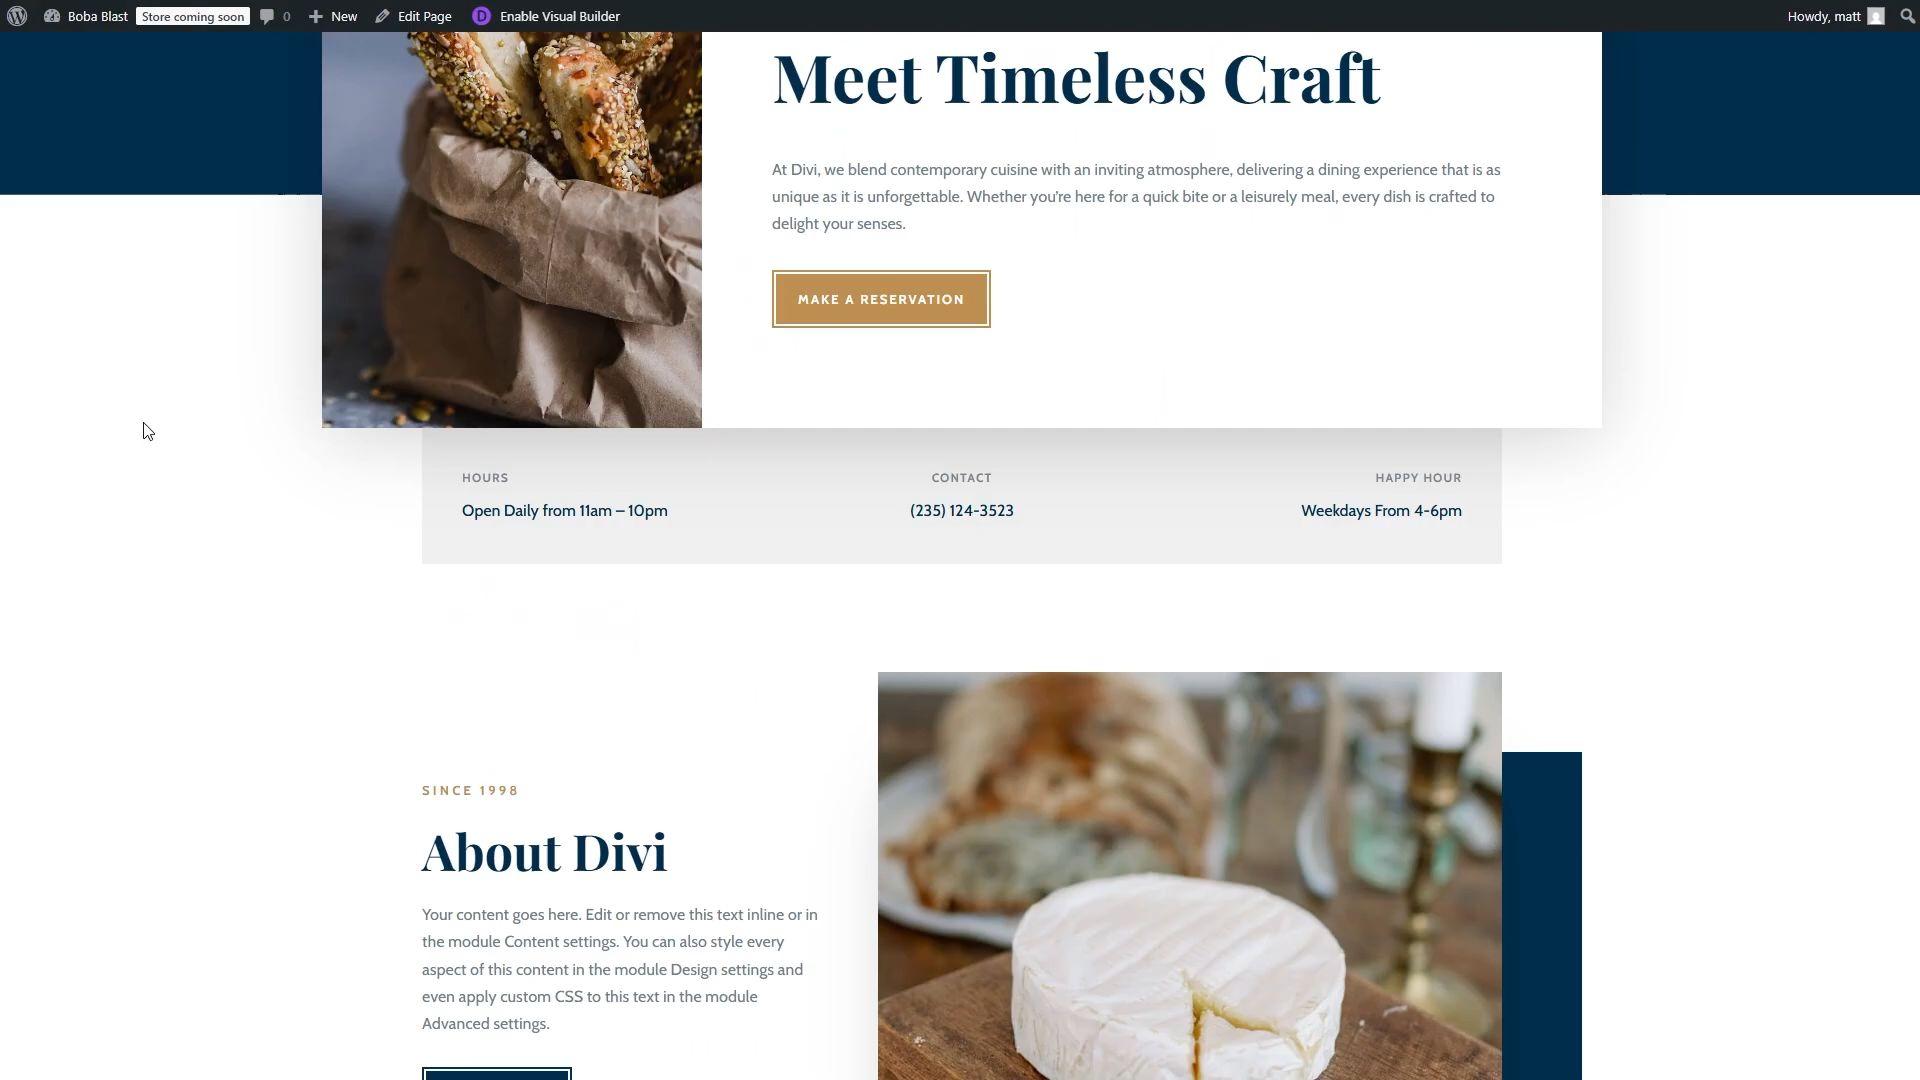 Boba Blast Store coming soon 0 New Edit Page D Enable Visual Builder Howdy, matt
Meet Timeless Craft
At Divi, we blend contemporary cuisine with an inviting atmosphere, delivering a dining experience that is as
unique as it is unforgettable. Whether you're here for a quick bite or a leisurely meal, every dish is crafted to
delight your senses.
MAKE A RESERVATION
HOURS
Open Daily from 11am – 10pm
CONTACT
(235) 124-3523
HAPPY HOUR
Weekdays From 4-6pm
SINCE 1998
About Divi
Your content goes here. Edit or remove this text inline or in
the module Content settings. You can also style every
aspect of this content in the module Design settings and
even apply custom CSS to this text in the module
Advanced settings.